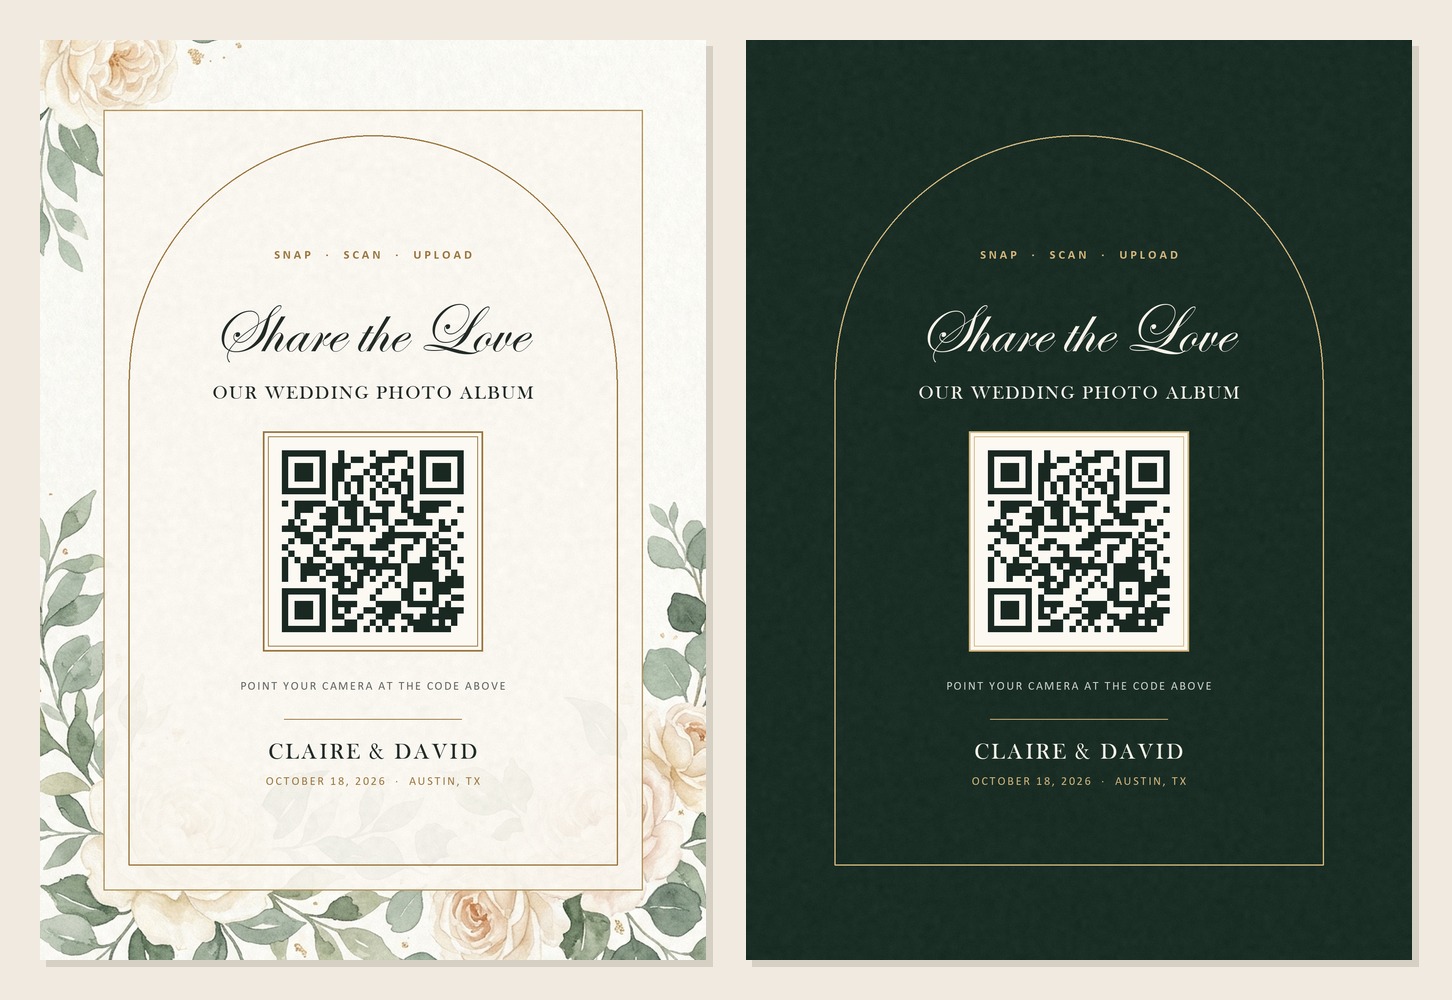 SNAP · SCAN · UPLOAD
Share the Love
OUR WEDDING PHOTO ALBUM
POINT YOUR CAMERA AT THE CODE ABOVE
CLAIRE & DAVID
OCTOBER 18, 2026 · AUSTIN, TX
SNAP · SCAN · UPLOAD
Share the Love
OUR WEDDING PHOTO ALBUM
POINT YOUR CAMERA AT THE CODE ABOVE
CLAIRE & DAVID
OCTOBER 18, 2026 · AUSTIN, TX